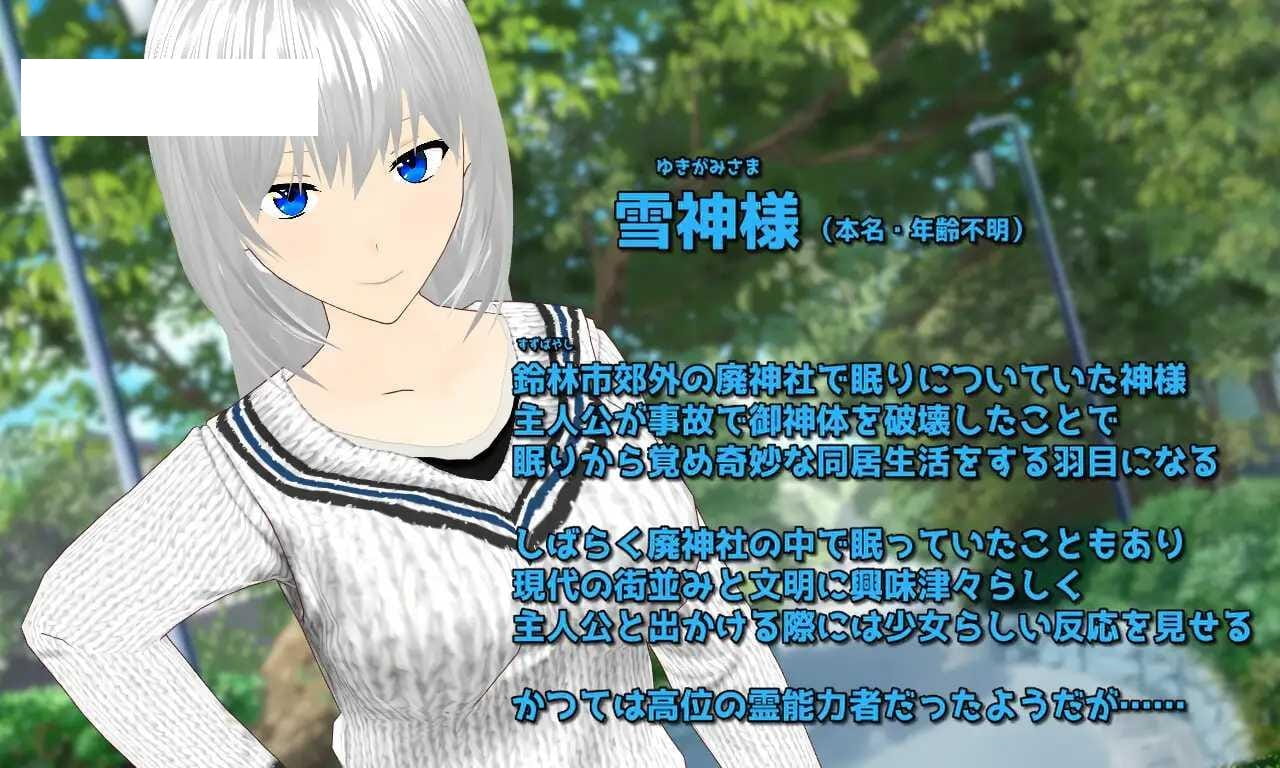 ゆきがみさま
雪神様（本名・年齢不明）
すずばやし
鈴林市郊外の廃神社で眠りについていた神様
主人公が事故で御神体を破壊したことで
眠りから覚め奇妙な同居生活をする羽目になる
しばらく廃神社の中で眠っていたこともあり
現代の街並みと文明に興味津々らしく
主人公と出かける際には少女らしい反応を見せる
かつては高位の霊能力者だったようだが……